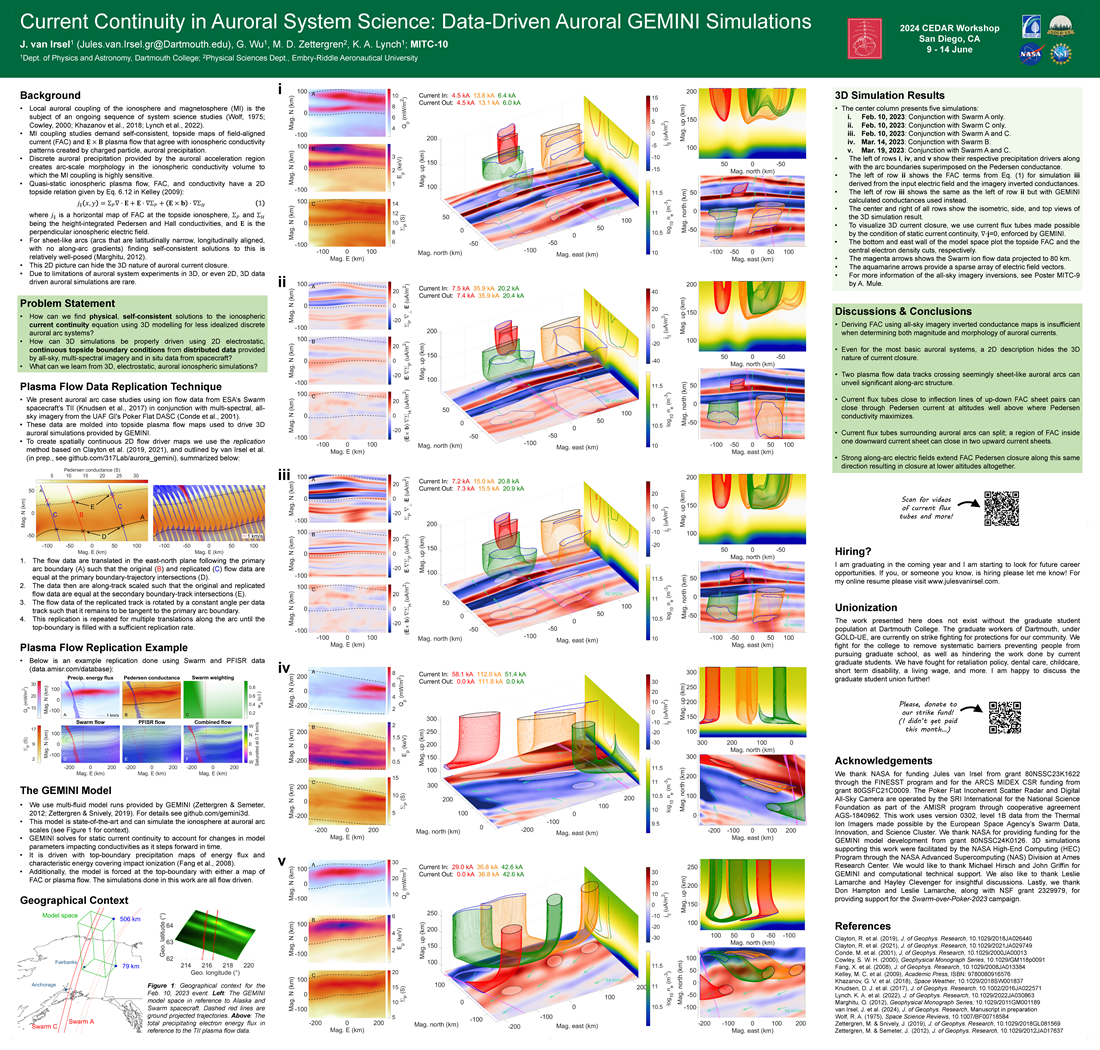 Current Continuity in Auroral System Science: Data-Driven Auroral GEMINI Simulations
J. van Irsel¹ (Jules.van.Irsel.gr@Dartmouth.edu), G. Wu¹, M. D. Zettergren², K. A. Lynch¹; MITC-10
¹Dept. of Physics and Astronomy, Dartmouth College; ²Physical Sciences Dept., Embry-Riddle Aeronautical University
2024 CEDAR Workshop
San Diego, CA
9 - 14 June
Background
• Local auroral coupling of the ionosphere and magnetosphere (MI) is the
subject of an ongoing sequence of system science studies (Wolf, 1975;
Cowley, 2000; Khazanov et al., 2018; Lynch et al., 2022).
• MI coupling studies demand self-consistent, topside maps of field-aligned
current (FAC) and E × B plasma flow that agree with ionospheric conductivity
patterns created by charged particle, auroral precipitation.
• Discrete auroral precipitation provided by the auroral acceleration region
creates arc-scale morphology in the ionospheric conductivity volume to
which the MI coupling is highly sensitive.
• Quasi-static ionospheric plasma flow, FAC, and conductivity have a 2D
topside relation given by Eq. 6.12 in Kelley (2009):
j∥(x, y) = Σ_P ∇ · E + E · ∇Σ_P + (E × b) · ∇Σ_H (1)
where j∥ is a horizontal map of FAC at the topside ionosphere, Σ_P and Σ_H
being the height-integrated Pedersen and Hall conductivities, and E is the
perpendicular ionospheric electric field.
• For sheet-like arcs (arcs that are latitudinally narrow, longitudinally aligned,
with no along-arc gradients) finding self-consistent solutions to this is
relatively well-posed (Marghitu, 2012).
• This 2D picture can hide the 3D nature of auroral current closure.
• Due to limitations of auroral system experiments in 3D, or even 2D, 3D data
driven auroral simulations are rare.
Problem Statement
• How can we find physical, self-consistent solutions to the ionospheric
current continuity equation using 3D modelling for less idealized discrete
auroral arc systems?
• How can 3D simulations be properly driven using 2D electrostatic,
continuous topside boundary conditions from distributed data provided
by all-sky, multi-spectral imagery and in situ data from spacecraft?
• What can we learn from 3D, electrostatic, auroral ionospheric simulations?
Plasma Flow Data Replication Technique
• We present auroral arc case studies using ion flow data from ESA's Swarm
spacecraft's TII (Knudsen et al., 2017) in conjunction with multi-spectral, all-
sky imagery from the UAF GI's Poker Flat DASC (Conde et al., 2001).
• These data are molded into topside plasma flow maps used to drive 3D
auroral simulations provided by GEMINI.
• To create spatially continuous 2D flow driver maps we use the replication
method based on Clayton et al. (2019, 2021), and outlined by van Irsel et al.
(in prep., see github.com/317Lab/aurora_gemini), summarized below:
Pedersen conductance (S)
Mag. N (km)
Mag. E (km)
1. The flow data are translated in the east-north plane following the primary
arc boundary (A) such that the original (B) and replicated (C) flow data are
equal at the primary boundary-trajectory intersections (D).
2. The data then are along-track scaled such that the original and replicated
flow data are equal at the secondary boundary-track intersections (E).
3. The flow data of the replicated track is rotated by a constant angle per data
track such that it remains to be tangent to the primary arc boundary.
4. This replication is repeated for multiple translations along the arc until the
top-boundary is filled with a sufficient replication rate.
Plasma Flow Replication Example
• Below is an example replication done using Swarm and PFISR data
(data.amisr.com/database):
Precip. energy flux Pedersen conductance Swarm weighting
Swarm flow PFISR flow Combined flow
Mag. E (km) Mag. E (km) Mag. E (km)
The GEMINI Model
• We use multi-fluid model runs provided by GEMINI (Zettergren & Semeter,
2012; Zettergren & Snively, 2019). For details see github.com/gemini3d.
• This model is state-of-the-art and can simulate the ionosphere at auroral arc
scales (see Figure 1 for context).
• GEMINI solves for static current continuity to account for changes in model
parameters impacting conductivities as it steps forward in time.
• It is driven with top-boundary precipitation maps of energy flux and
characteristic energy covering impact ionization (Fang et al., 2008).
• Additionally, the model is forced at the top-boundary with either a map of
FAC or plasma flow. The simulations done in this work are all flow driven.
Geographical Context
Model space
506 km
79 km
Fairbanks
Anchorage
Swarm C
Swarm A
Geo. latitude (°)
64
63
62
214 216 218 220
Geo. longitude (°)
Figure 1: Geographical context for the
Feb. 10, 2023 event. Left: The GEMINI
model space in reference to Alaska and
Swarm spacecraft. Dashed red lines are
ground projected trajectories. Above: The
total precipitating electron energy flux in
reference to the TII plasma flow data.
i
Current In: 4.5 kA 13.8 kA 6.4 kA
Current Out: 4.5 kA 13.1 kA 6.0 kA
Mag. E (km)
Mag. up (km)
Mag. north (km)
Mag. east (km)
ii
Current In: 7.5 kA 35.9 kA 20.2 kA
Current Out: 7.4 kA 35.9 kA 20.4 kA
Mag. E (km)
Mag. up (km)
Mag. north (km)
Mag. east (km)
iii
Current In: 7.2 kA 15.0 kA 20.8 kA
Current Out: 7.3 kA 15.5 kA 20.9 kA
Mag. E (km)
Mag. up (km)
Mag. north (km)
Mag. east (km)
iv
Current In: 58.1 kA 112.0 kA 51.4 kA
Current Out: 0.0 kA 111.8 kA 0.0 kA
Mag. E (km)
Mag. up (km)
Mag. north (km)
Mag. east (km)
v
Current In: 29.0 kA 36.6 kA 42.6 kA
Current Out: 0.0 kA 36.8 kA 42.6 kA
Mag. E (km)
Mag. up (km)
Mag. north (km)
Mag. east (km)
3D Simulation Results
• The center column presents five simulations:
i. Feb. 10, 2023: Conjunction with Swarm A only.
ii. Feb. 10, 2023: Conjunction with Swarm C only.
iii. Feb. 10, 2023: Conjunction with Swarm A and C.
iv. Mar. 14, 2023: Conjunction with Swarm B.
v. Mar. 19, 2023: Conjunction with Swarm A and C.
• The left of rows i, iv, and v show their respective precipitation drivers along
with the arc boundaries superimposed on the Pedersen conductance.
• The left of row ii shows the FAC terms from Eq. (1) for simulation iii
derived from the input electric field and the imagery inverted conductances.
• The left of row iii shows the same as the left of row ii but with GEMINI
calculated conductances used instead.
• The center and right of all rows show the isometric, side, and top views of
the 3D simulation result.
• To visualize 3D current closure, we use current flux tubes made possible
by the condition of static current continuity, ∇·j=0, enforced by GEMINI.
• The bottom and east wall of the model space plot the topside FAC and the
central electron density cuts, respectively.
• The magenta arrows shows the Swarm ion flow data projected to 80 km.
• The aquamarine arrows provide a sparse array of electric field vectors.
• For more information of the all-sky imagery inversions, see Poster MITC-9
by A. Mule.
Discussions & Conclusions
• Deriving FAC using all-sky imagery inverted conductance maps is insufficient
when determining both magnitude and morphology of auroral currents.
• Even for the most basic auroral systems, a 2D description hides the 3D
nature of current closure.
• Two plasma flow data tracks crossing seemingly sheet-like auroral arcs can
unveil significant along-arc structure.
• Current flux tubes close to inflection lines of up-down FAC sheet pairs can
close through Pedersen current at altitudes well above where Pedersen
conductivity maximizes.
• Current flux tubes surrounding auroral arcs can split; a region of FAC inside
one downward current sheet can close in two upward current sheets.
• Strong along-arc electric fields extend FAC Pedersen closure along this same
direction resulting in closure at lower altitudes altogether.
Scan for videos
of current flux
tubes and more!
Hiring?
I am graduating in the coming year and I am starting to look for future career
opportunities. If you, or someone you know, is hiring please let me know! For
my online resume please visit www.julesvanirsel.com.
Unionization
The work presented here does not exist without the graduate student
population at Dartmouth College. The graduate workers of Dartmouth, under
GOLD-UE, are currently on strike fighting for protections for our community. We
fight for the college to remove systematic barriers preventing people from
pursuing graduate school, as well as hindering the work done by current
graduate students. We have fought for retaliation policy, dental care, childcare,
short term disability, a living wage, and more. I am happy to discuss the
graduate student union further!
Please, donate to
our strike fund!
(I didn't get paid
this month...)
Acknowledgements
We thank NASA for funding Jules van Irsel from grant 80NSSC23K1622
through the FINESST program and for the ARCS MIDEX CSR funding from
grant 80GSFC21C0009. The Poker Flat Incoherent Scatter Radar and Digital
All-Sky Camera are operated by the SRI International for the National Science
Foundation as part of the AMISR program through cooperative agreement
AGS-1840962. This work uses version 0302, level 1B data from the Thermal
Ion Imagers made possible by the European Space Agency's Swarm Data,
Innovation, and Science Cluster. We thank NASA for providing funding for the
GEMINI model development from grant 80NSSC24K0126. 3D simulations
supporting this work were facilitated by the NASA High-End Computing (HEC)
Program through the NASA Advanced Supercomputing (NAS) Division at Ames
Research Center. We would like to thank Michael Hirsch and John Griffin for
GEMINI and computational technical support. We also like to thank Leslie
Lamarche and Hayley Clevenger for insightful discussions. Lastly, we thank
Don Hampton and Leslie Lamarche, along with NSF grant 2329979, for
providing support for the Swarm-over-Poker-2023 campaign.
References
Clayton, R. et al. (2019), J. of Geophys. Research, 10.1029/2018JA026440
Clayton, R. et al. (2021), J. of Geophys. Research, 10.1029/2021JA029749
Conde, M. et al. (2001), J. of Geophys. Research, 10.1029/2000JA00013
Cowley, S. W. H. (2000), Geophysical Monograph Series, 10.1029/GM118p0091
Fang, X. et al. (2008), J. of Geophys. Research, 10.1029/2008JA013384
Kelley, M. C. et al. (2009), Academic Press, ISBN: 9780080916576
Khazanov, G. V. et al. (2018), Space Weather, 10.1029/2018SW001837
Knudsen, D. J. et al. (2017), J. of Geophys. Research, 10.1002/2016JA022571
Lynch, K. A. et al. (2022), J. of Geophys. Research, 10.1029/2022JA030863
Marghitu, O. (2012), Geophysical Monograph Series, 10.1029/2011GM001189
van Irsel, J. et al. (2024), J. of Geophys. Research, Manuscript in preparation
Wolf, R. A. (1975), Space Science Reviews, 10.1007/BF00718584
Zettergren, M. & Snively, J. (2019), J. of Geophys. Research, 10.1029/2018GL081569
Zettergren, M. & Semeter, J. (2012), J. of Geophys. Research, 10.1029/2012JA017637